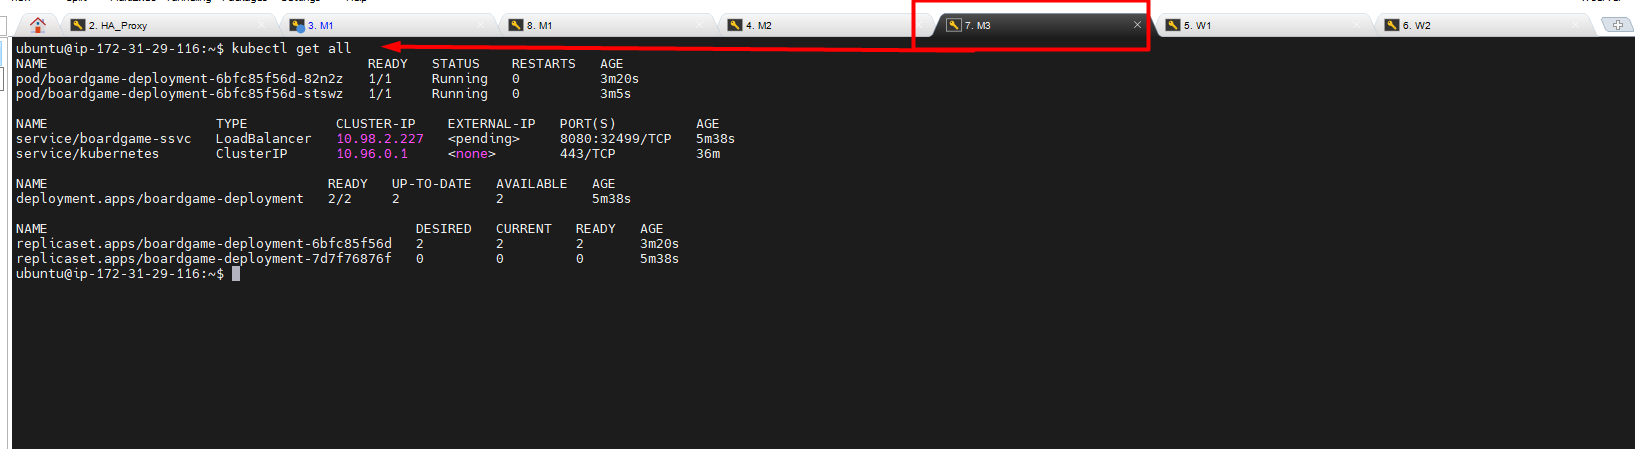 2. HA_Proxy 3. M1 8. M1 4. M2 7. M3 5. W1 6. W2
ubuntu@ip-172-31-29-116:~$ kubectl get all
NAME READY STATUS RESTARTS AGE
pod/boardgame-deployment-6bfc85f56d-82n2z 1/1 Running 0 3m20s
pod/boardgame-deployment-6bfc85f56d-stswz 1/1 Running 0 3m5s
NAME TYPE CLUSTER-IP EXTERNAL-IP PORT(S) AGE
service/boardgame-ssvc LoadBalancer 10.98.2.227 <pending> 8080:32499/TCP 5m38s
service/kubernetes ClusterIP 10.96.0.1 <none> 443/TCP 36m
NAME READY UP-TO-DATE AVAILABLE AGE
deployment.apps/boardgame-deployment 2/2 2 2 5m38s
NAME DESIRED CURRENT READY AGE
replicaset.apps/boardgame-deployment-6bfc85f56d 2 2 2 3m20s
replicaset.apps/boardgame-deployment-7d7f76876f 0 0 0 5m38s
ubuntu@ip-172-31-29-116:~$